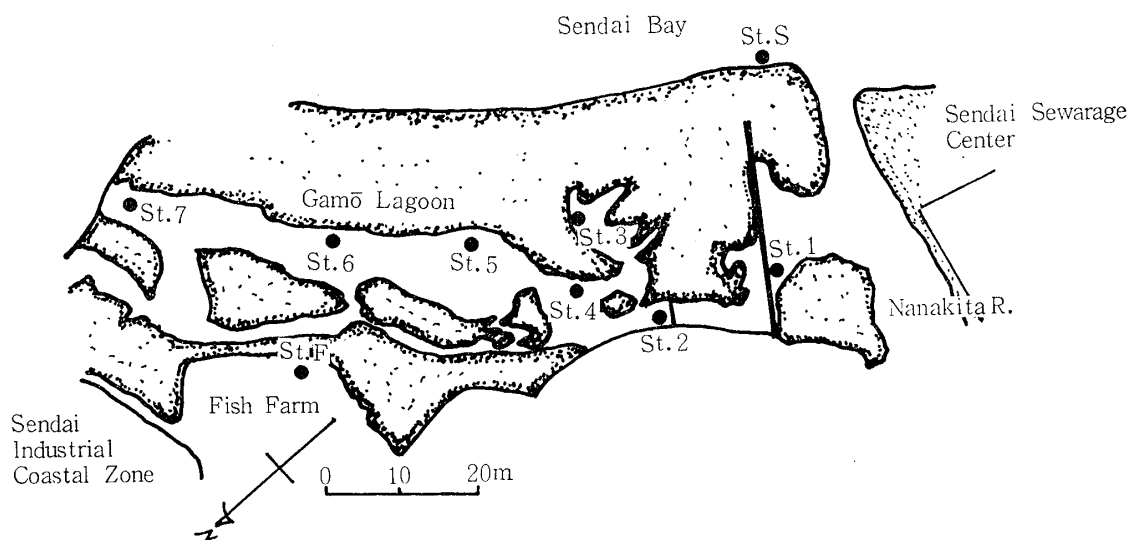 Sendai Bay
St.S
Sendai Sewarage
Center
Gamō Lagoon
St.7
St.3
St.6
St.5
St.1
St.4
Nanakita R.
St.2
St.F
Fish Farm
Sendai
Industrial
Coastal Zone
0 10 20m
N